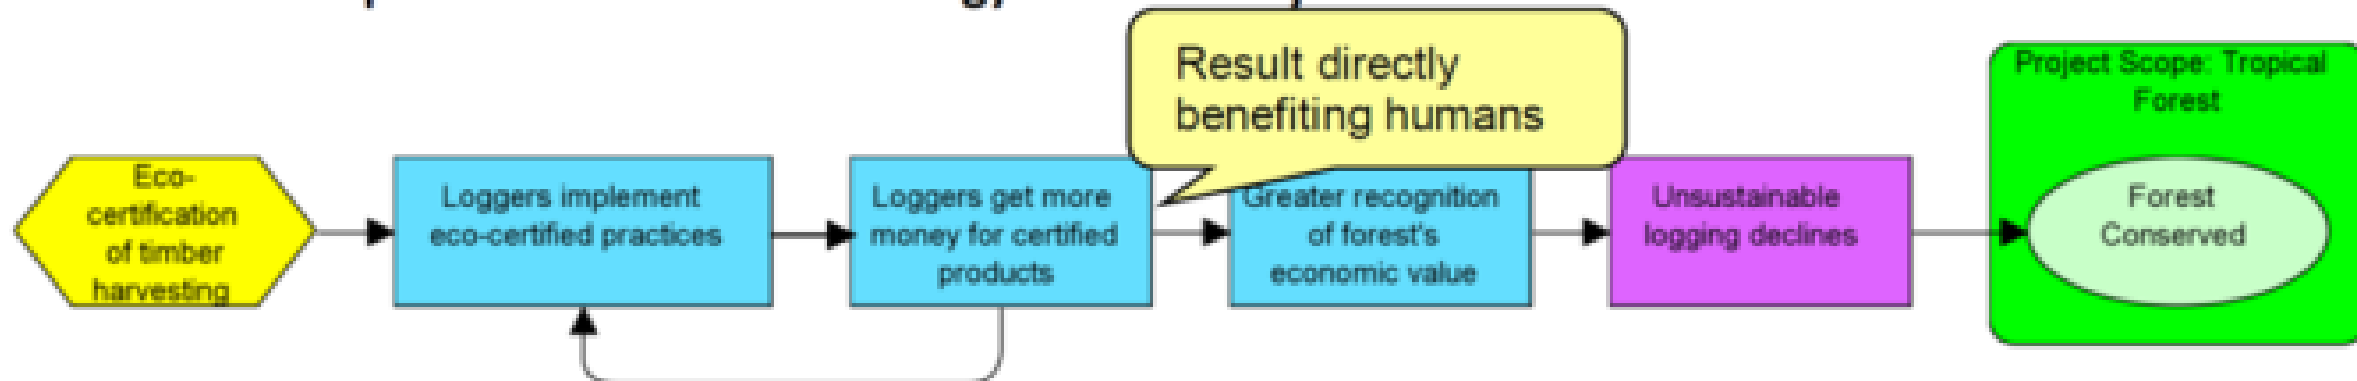 Result directly
benefiting humans
Project Scope: Tropical
Forest
Eco-
certification
of timber
harvesting
Loggers implement
eco-certified practices
Loggers get more
money for certified
products
Greater recognition
of forest's
economic value
Unsustainable
logging declines
Forest
Conserved